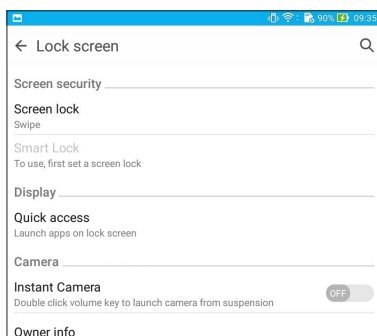 90% 09:35
Lock screen
Screen security
Screen lock
Swipe
Smart Lock
To use, first set a screen lock
Display
Quick access
Launch apps on lock screen
Camera
Instant Camera
OFF
Double click volume key to launch camera from suspension
Owner info